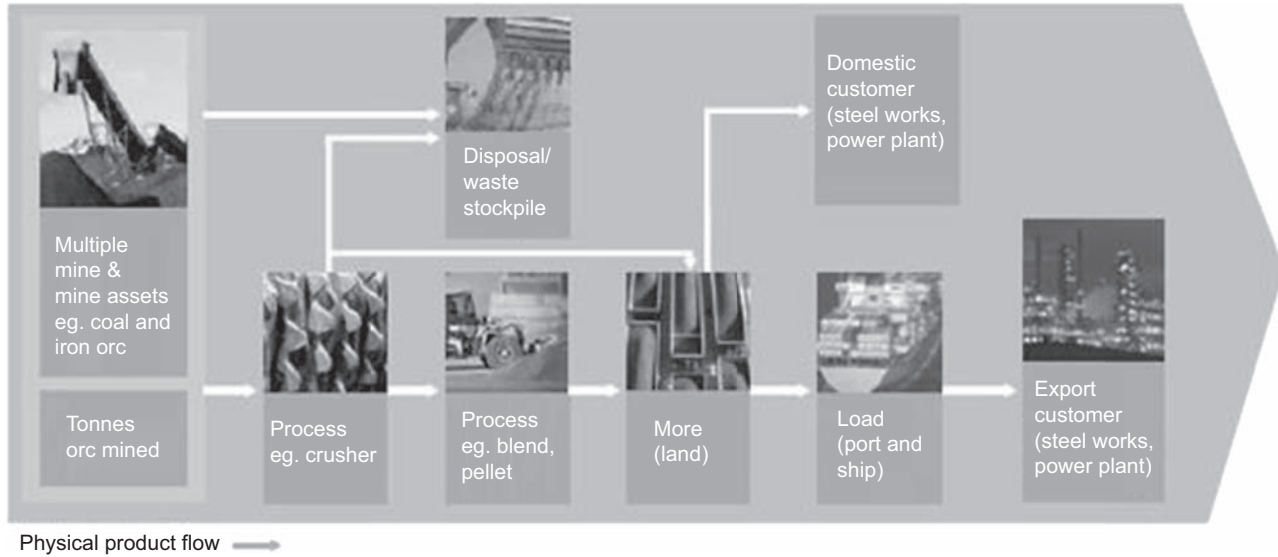 Multiple
mine &
mine assets
eg. coal and
iron orc
Tonnes
orc mined
Disposal/
waste
stockpile
Domestic
customer
(steel works,
power plant)
Process
eg. crusher
Process
eg. blend,
pellet
More
(land)
Load
(port and
ship)
Export
customer
(steel works,
power plant)
Physical product flow